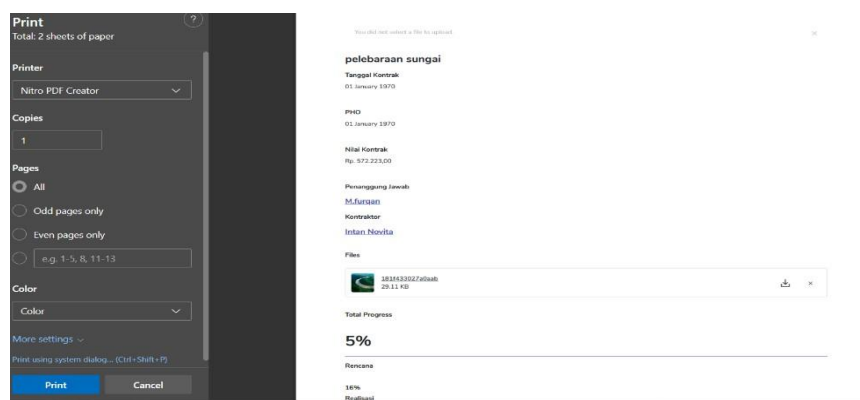 Print
?
Total: 2 sheets of paper
Printer
Nitro PDF Creator
Copies
1
Pages
All
Odd pages only
Even pages only
e.g. 1-5, 8, 11-13
Color
Color
More settings
Print using system dialog... (Ctrl+Shift+P)
Print
Cancel
You did not select a file to upload.
pelebaraan sungai
Tanggal Kontrak
01 January 1970
PHO
01 January 1970
Nilai Kontrak
Rp. 572.223,00
Penanggung Jawab
M.furqan
Kontraktor
Intan Novita
Files
29.11 KB
Total Progress
5%
Rencana
16%
Realisasi